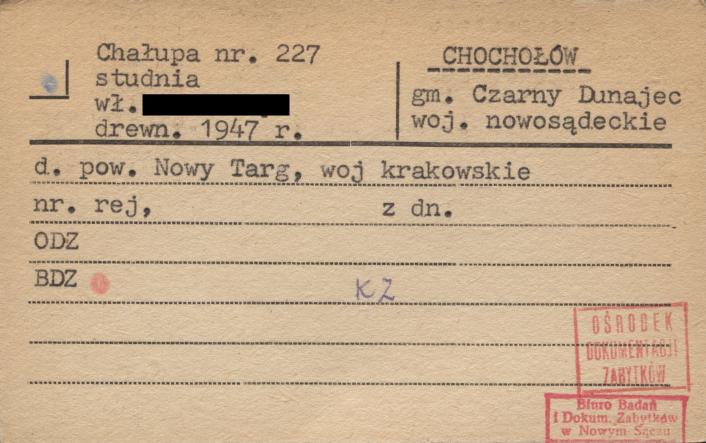 Chałupa nr. 227
studnia
wł.
drewn. 1947 r.
CHOCHOŁÓW
gm. Czarny Dunajec
woj. nowosądeckie
d. pow. Nowy Targ, woj krakowskie
nr. rej, z dn.
ODZ
BDZ
KZ
OŚRODEK
DOKUMENTACJI
ZABYTKÓW
Biuro Badań
i Dokum. Zabytków
w Nowym Sączu